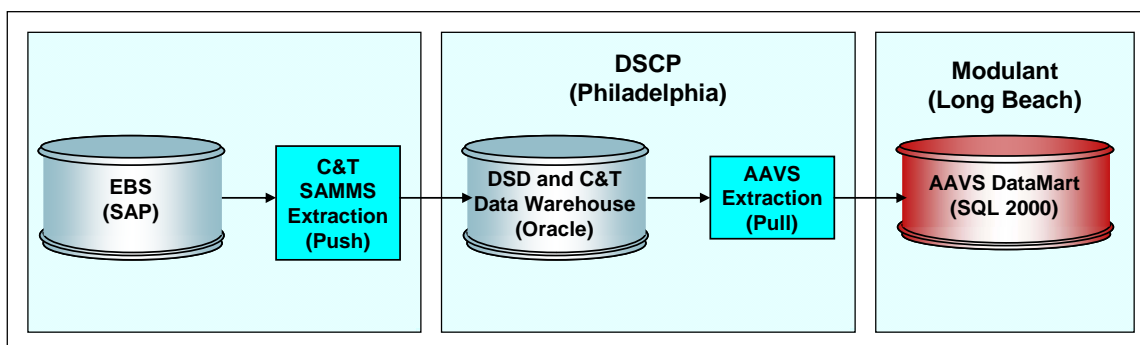 EBS
(SAP)
C&T
SAMMS
Extraction
(Push)
DSCP
(Philadelphia)
DSD and C&T
Data Warehouse
(Oracle)
AAVS
Extraction
(Pull)
Modulant
(Long Beach)
AAVS DataMart
(SQL 2000)